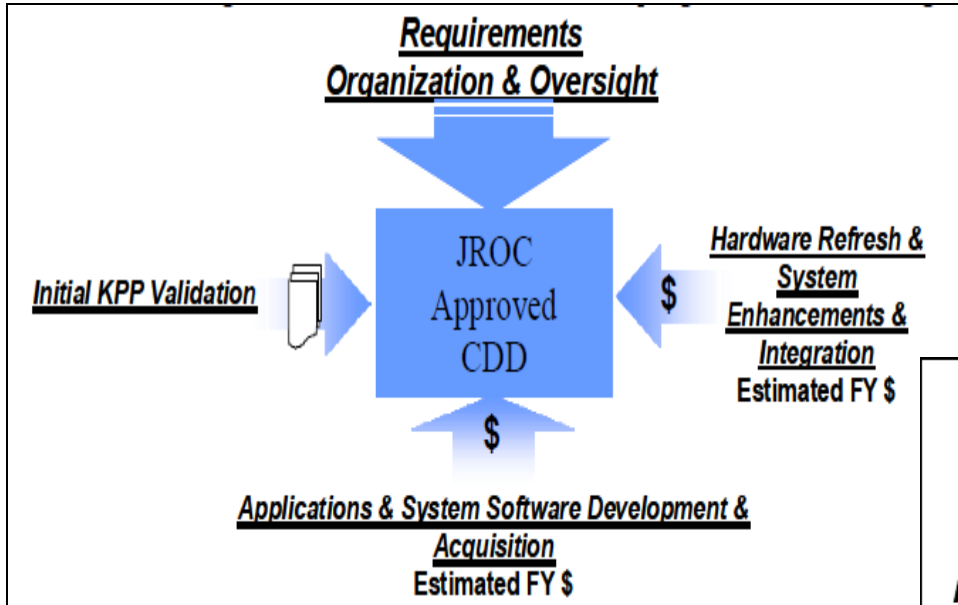 Requirements
Organization & Oversight
JROC
Approved
CDD
Initial KPP Validation
$
Hardware Refresh &
System
Enhancements &
Integration
Estimated FY $
$
Applications & System Software Development &
Acquisition
Estimated FY $